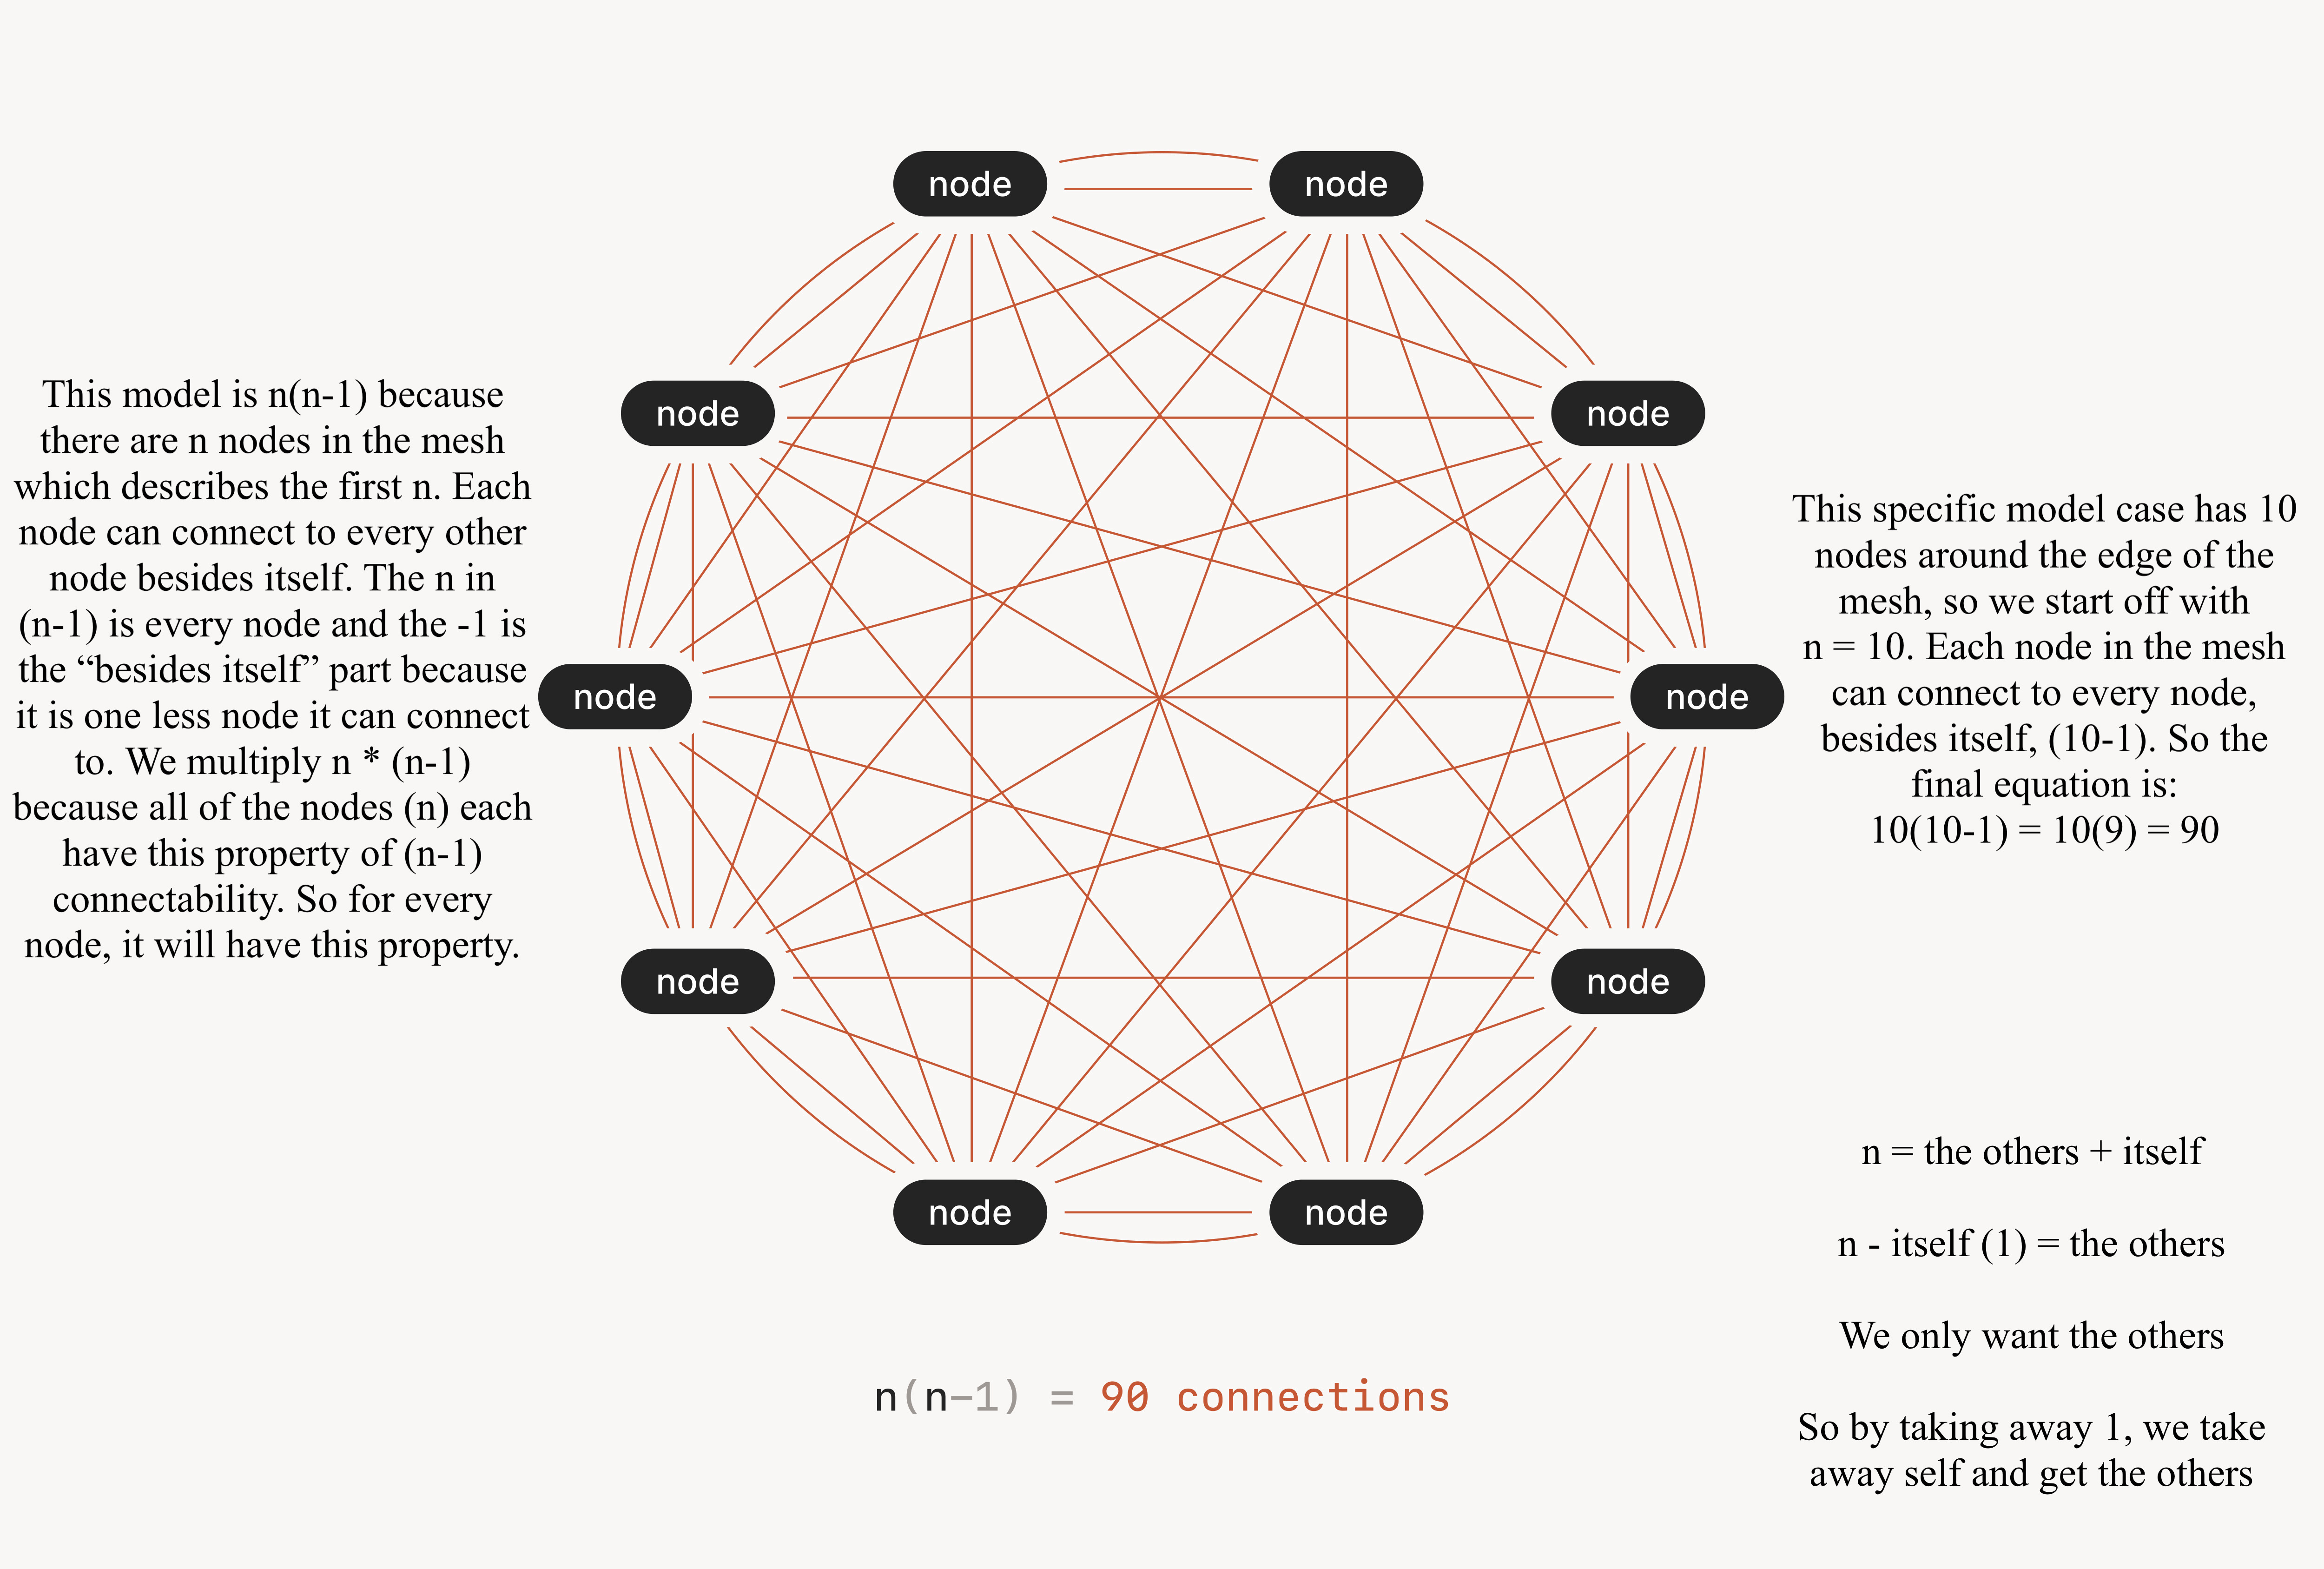 node
node
node
node
node
node
node
node
node
node
This model is n(n-1) because
there are n nodes in the mesh
which describes the first n. Each
node can connect to every other
node besides itself. The n in
(n-1) is every node and the -1 is
the “besides itself” part because
it is one less node it can connect
to. We multiply n * (n-1)
because all of the nodes (n) each
have this property of (n-1)
connectability. So for every
node, it will have this property.
This specific model case has 10
nodes around the edge of the
mesh, so we start off with
n = 10. Each node in the mesh
can connect to every node,
besides itself, (10-1). So the
final equation is:
10(10-1) = 10(9) = 90
n = the others + itself
n - itself (1) = the others
We only want the others
So by taking away 1, we take
away self and get the others
n(n−1) = 90 connections